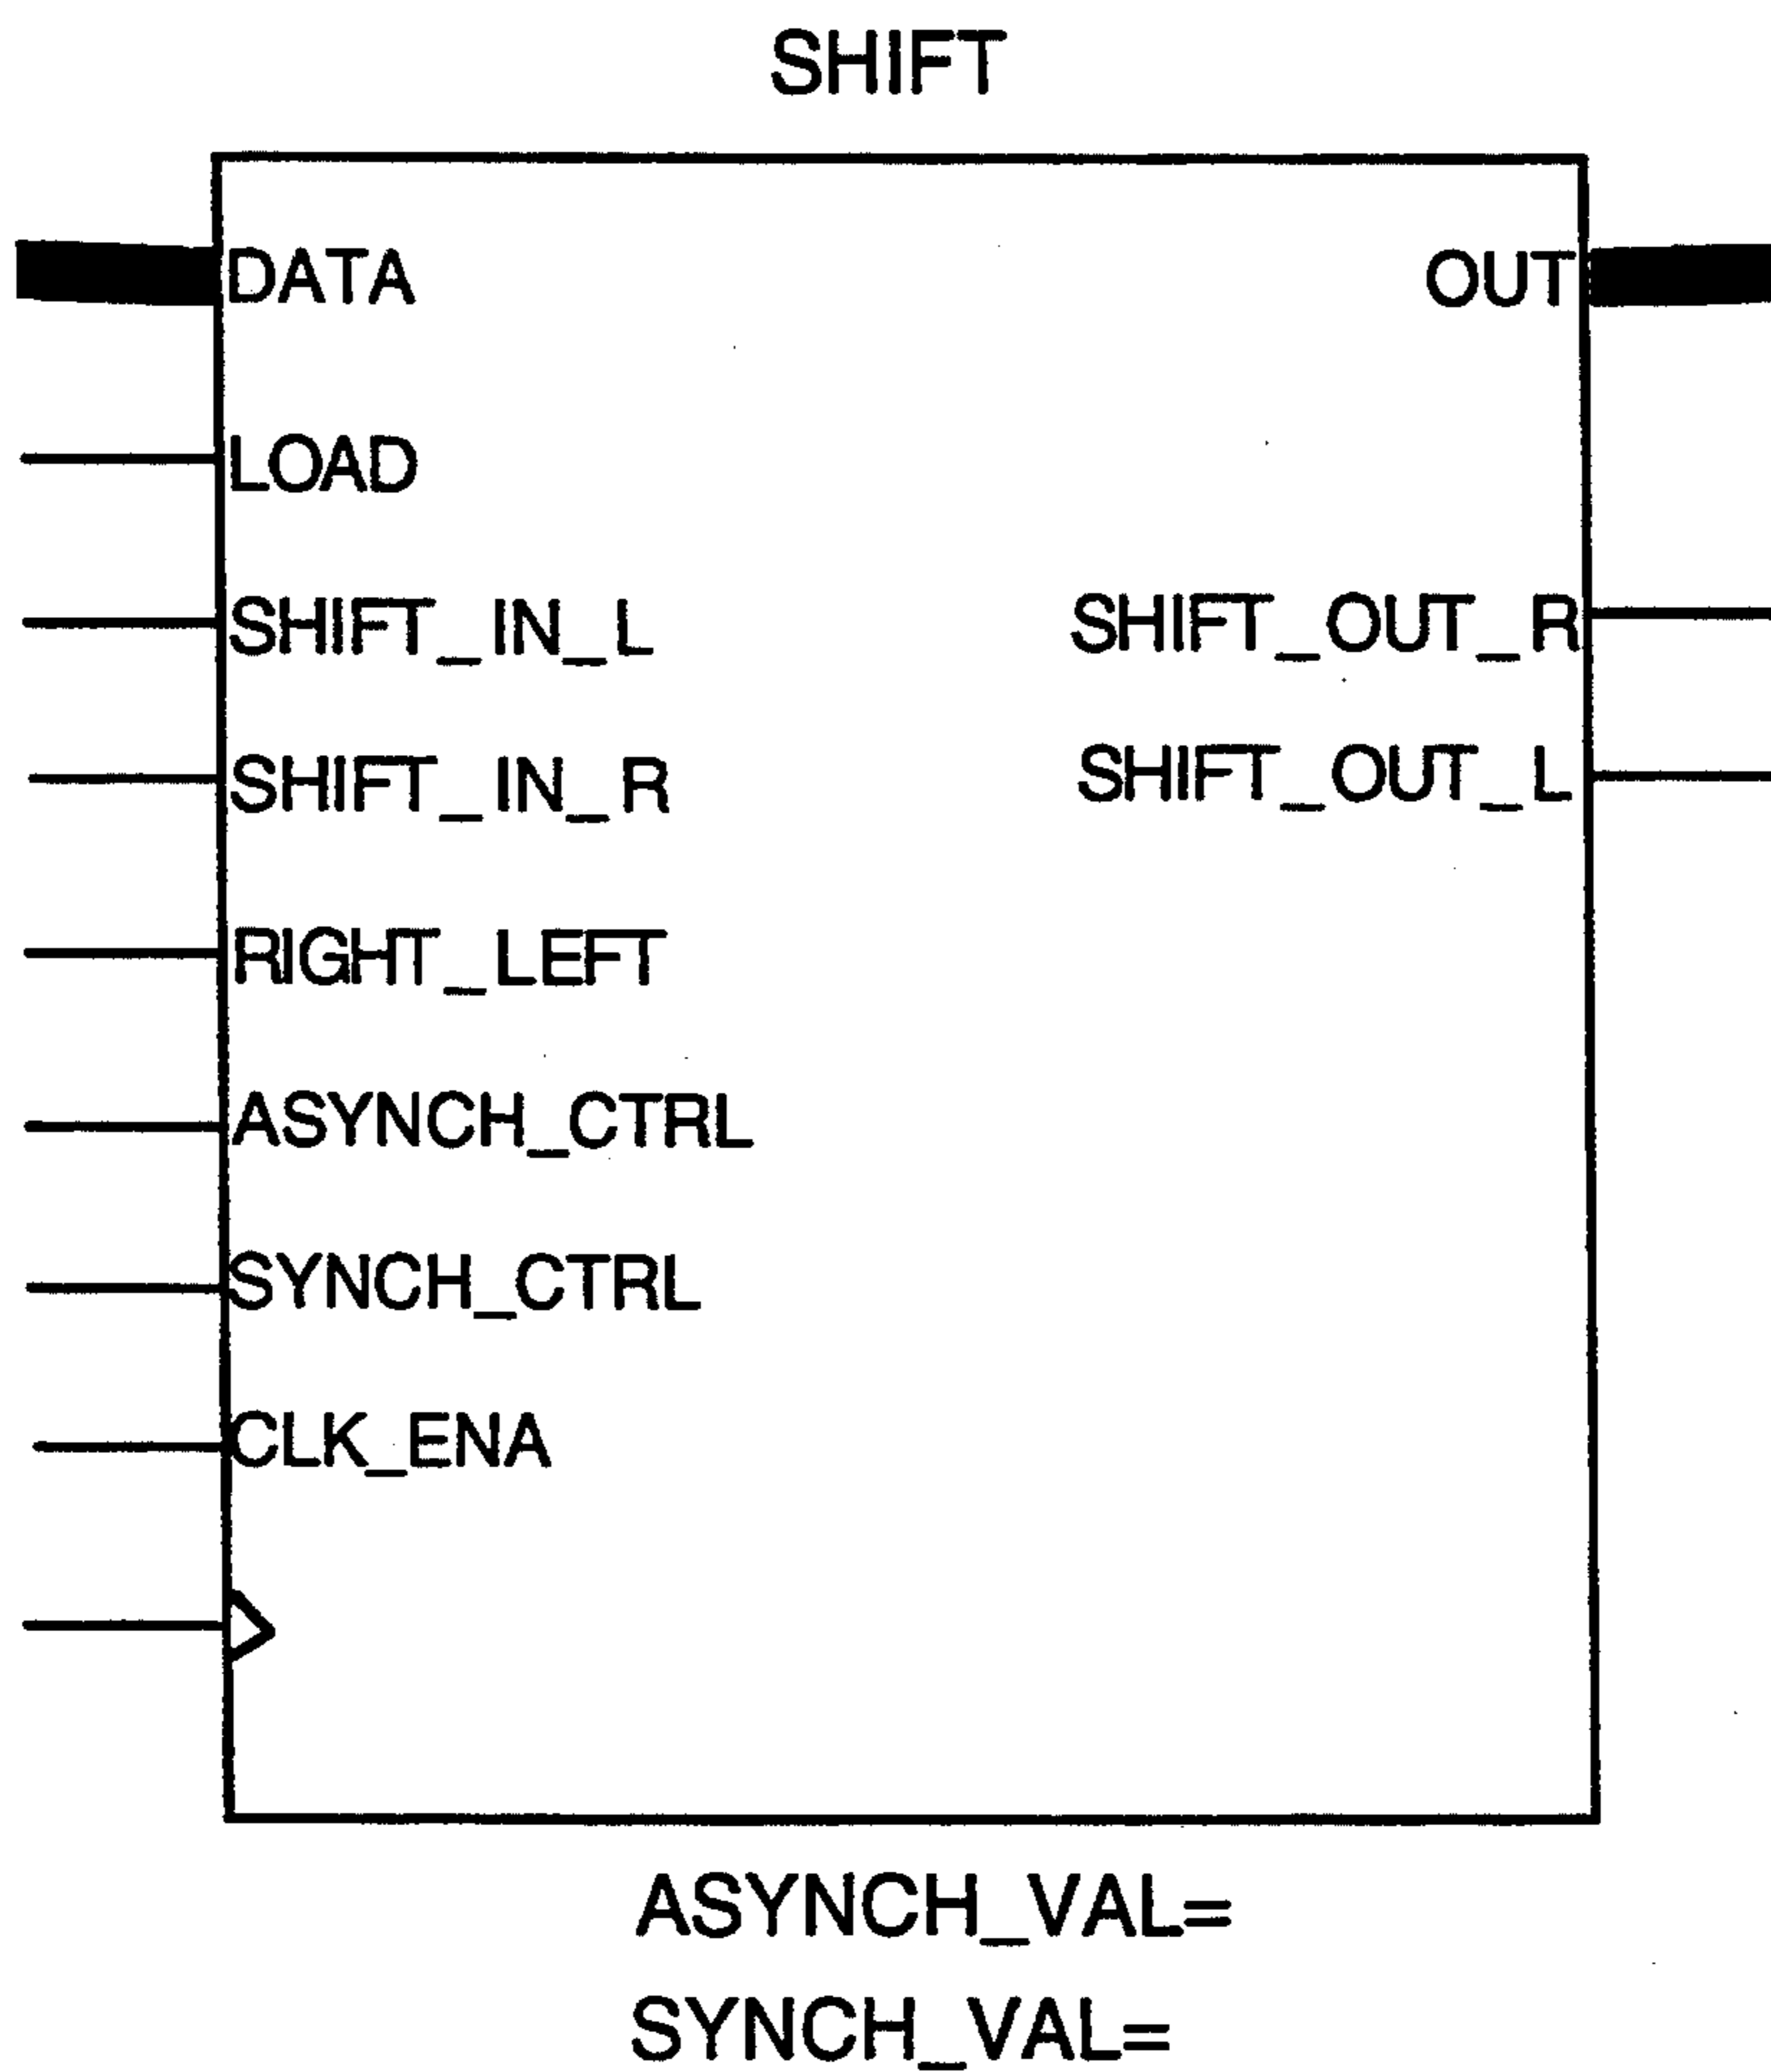 SHIFT
DATA
OUT
LOAD
SHIFT_IN_L
SHIFT_OUT_R
SHIFT_IN_R
SHIFT_OUT_L
RIGHT_LEFT
ASYNCH_CTRL
SYNCH_CTRL
CLK_ENA
ASYNCH_VAL=
SYNCH_VAL=